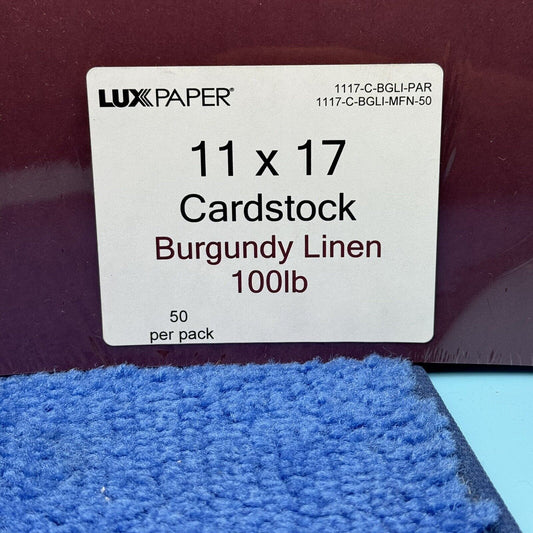 LUXPAPER®
1117-C-BGLI-PAR
1117-C-BGLI-MFN-50
11 x 17
Cardstock
Burgundy Linen
100lb
50
per pack